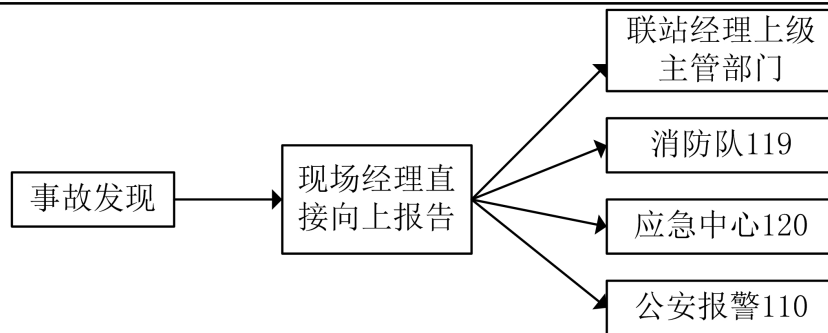 事故发现
现场经理直
接向上报告
联站经理上级
主管部门
消防队119
应急中心120
公安报警110